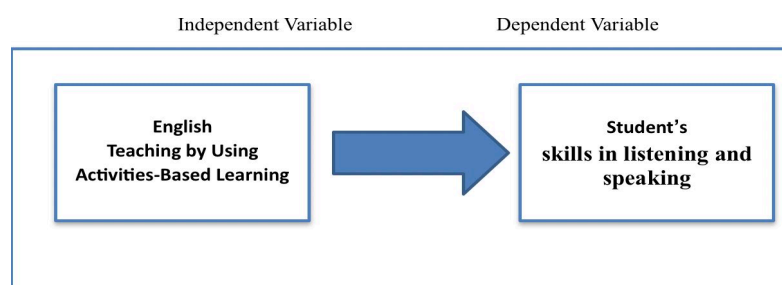 Independent Variable
Dependent Variable
English
Teaching by Using
Activities-Based Learning
Student's
skills in listening and
speaking